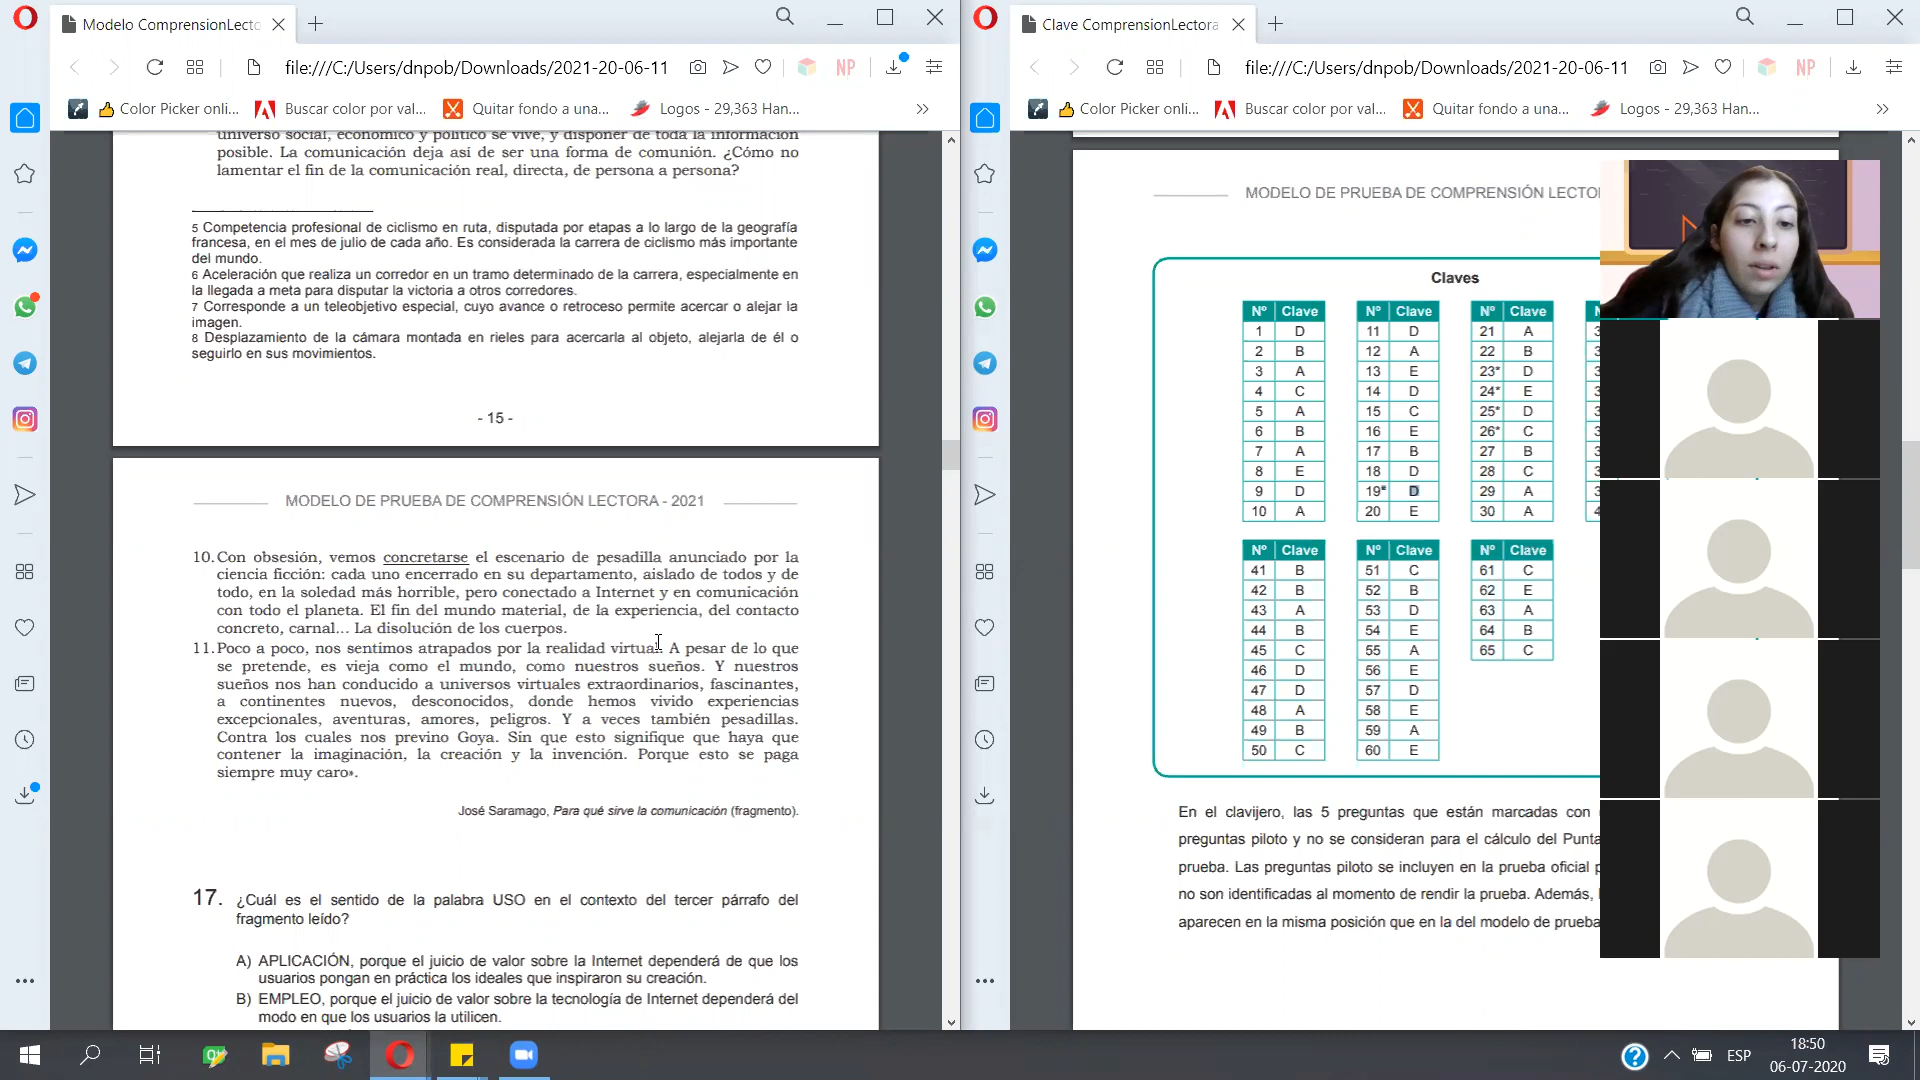 Modelo ComprensionLecto
file:///C:/Users/dnpob/Downloads/2021-20-06-11
NP
Color Picker onli...
Buscar color por val...
Quitar fondo a una...
Logos - 29,363 Han...
universo social, económico y político se vive, y disponer de toda la información
posible. La comunicación deja así de ser una forma de comunión. ¿Cómo no
lamentar el fin de la comunicación real, directa, de persona a persona?
5 Competencia profesional de ciclismo en ruta, disputada por etapas a lo largo de la geografía
francesa, en el mes de julio de cada año. Es considerada la carrera de ciclismo más importante
del mundo.
6 Aceleración que realiza un corredor en un tramo determinado de la carrera, especialmente en
la llegada a meta para disputar la victoria a otros corredores.
7 Corresponde a un teleobjetivo especial, cuyo avance o retroceso permite acercar o alejar la
imagen.
8 Desplazamiento de la cámara montada en rieles para acercarla al objeto, alejarla de él o
seguirlo en sus movimientos.
- 15 -
MODELO DE PRUEBA DE COMPRENSIÓN LECTORA - 2021
10. Con obsesión, vemos concretarse el escenario de pesadilla anunciado por la
ciencia ficción: cada uno encerrado en su departamento, aislado de todos y de
todo, en la soledad más horrible, pero conectado a Internet y en comunicación
con todo el planeta. El fin del mundo material, de la experiencia, del contacto
concreto, carnal... La disolución de los cuerpos.
11. Poco a poco, nos sentimos atrapados por la realidad virtual. A pesar de lo que
se pretende, es vieja como el mundo, como nuestros sueños. Y nuestros
sueños nos han conducido a universos virtuales extraordinarios, fascinantes,
a continentes nuevos, desconocidos, donde hemos vivido experiencias
excepcionales, aventuras, amores, peligros. Y a veces también pesadillas.
Contra los cuales nos previno Goya. Sin que esto signifique que haya que
contener la imaginación, la creación y la invención. Porque esto se paga
siempre muy caro».
José Saramago, Para qué sirve la comunicación (fragmento).
17. ¿Cuál es el sentido de la palabra USO en el contexto del tercer párrafo del
fragmento leído?
A) APLICACIÓN, porque el juicio de valor sobre la Internet dependerá de que los
usuarios pongan en práctica los ideales que inspiraron su creación.
B) EMPLEO, porque el juicio de valor sobre la tecnología de Internet dependerá del
modo en que los usuarios la utilicen.
Clave ComprensionLectora
file:///C:/Users/dnpob/Downloads/2021-20-06-11
NP
Color Picker onli...
Buscar color por val...
Quitar fondo a una...
Logos - 29,363 Han...
MODELO DE PRUEBA DE COMPRENSIÓN LECTO
Claves
Nº Clave Nº Clave Nº Clave N
1 D 11 D 21 A 3
2 B 12 A 22 B 3
3 A 13 E 23* D 3
4 C 14 D 24* E 3
5 A 15 C 25* D 3
6 B 16 E 26* C 3
7 A 17 B 27 B 3
8 E 18 D 28 C 3
9 D 19* D 29 A 3
10 A 20 E 30 A 4
Nº Clave Nº Clave Nº Clave
41 B 51 C 61 C
42 B 52 B 62 E
43 A 53 D 63 A
44 B 54 E 64 B
45 C 55 A 65 C
46 D 56 E
47 D 57 D
48 A 58 E
49 B 59 A
50 C 60 E
En el clavijero, las 5 preguntas que están marcadas con
preguntas piloto y no se consideran para el cálculo del Punta
prueba. Las preguntas piloto se incluyen en la prueba oficial p
no son identificadas al momento de rendir la prueba. Además,
aparecen en la misma posición que en la del modelo de prueba
ESP
18:50
06-07-2020